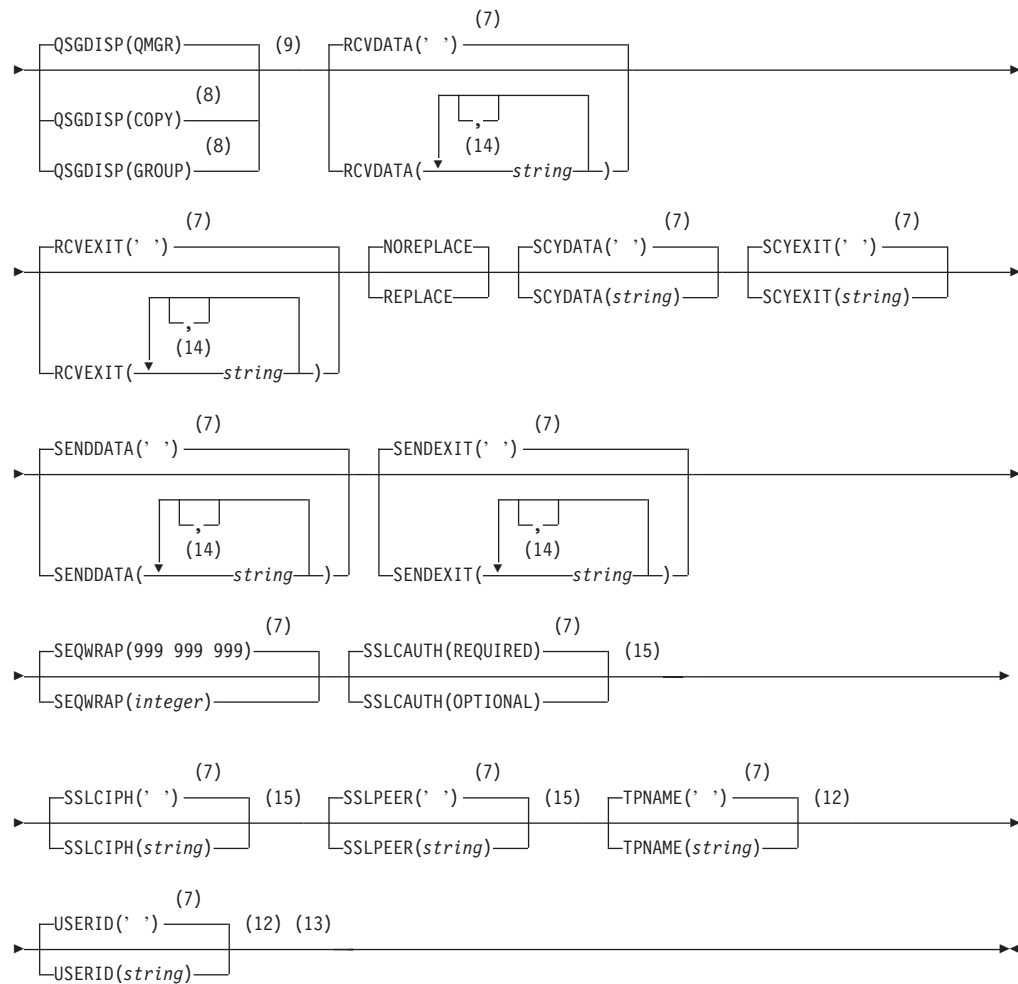 (7)
QSGDISP(QMGR) (9) RCVDATA(’ ’)
(8)
QSGDISP(COPY) ,
(8) (14)
QSGDISP(GROUP) RCVDATA( string )
(7) (7) (7)
RCVEXIT(’ ’) NOREPLACE SCYDATA(’ ’) SCYEXIT(’ ’)
REPLACE SCYDATA(string) SCYEXIT(string)
,
(14)
RCVEXIT( string )
(7) (7)
SENDDATA(’ ’) SENDEXIT(’ ’)
, ,
(14) (14)
SENDDATA( string ) SENDEXIT( string )
(7) (7)
SEQWRAP(999 999 999) SSLCAUTH(REQUIRED) (15)
SEQWRAP(integer) SSLCAUTH(OPTIONAL)
(7) (7) (7)
SSLCIPH(’ ’) (15) SSLPEER(’ ’) (15) TPNAME(’ ’) (12)
SSLCIPH(string) SSLPEER(string) TPNAME(string)
(7)
USERID(’ ’) (12) (13)
USERID(string)